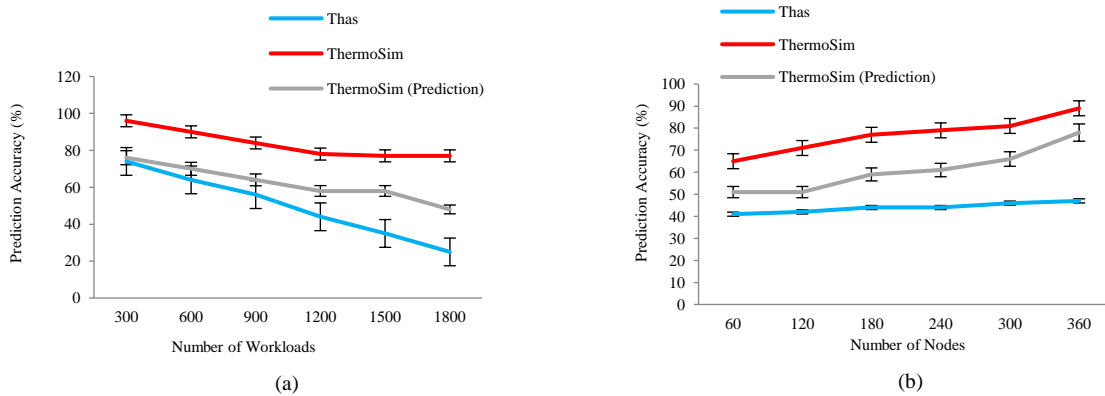 Thas
ThermoSim
ThermoSim (Prediction)
120
100
80
60
40
20
0
Prediction Accuracy (%)
300 600 900 1200 1500 1800
Number of Workloads
(a)
Thas
ThermoSim
ThermoSim (Prediction)
100
90
80
70
60
50
40
30
20
10
0
Prediction Accuracy (%)
60 120 180 240 300 360
Number of Nodes
(b)